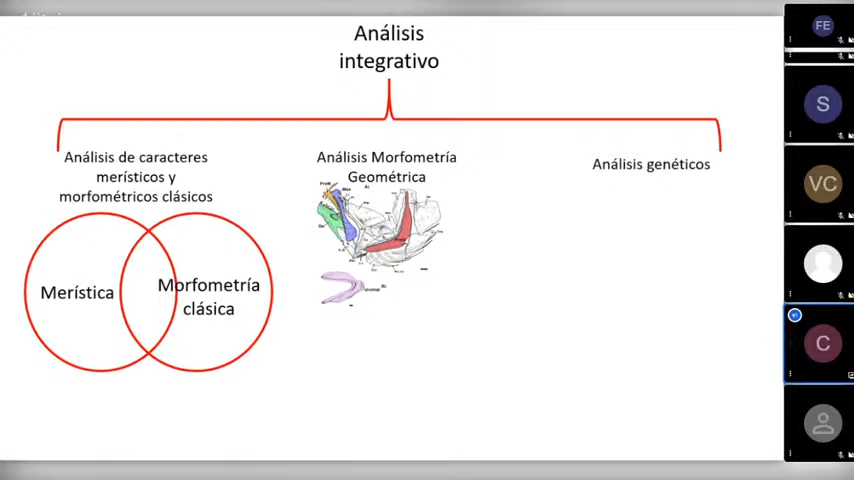 Análisis
integrativo
Análisis de caracteres
merísticos y
morfométricos clásicos
Análisis Morfometría
Geométrica
Análisis genéticos
Merística
Morfometría
clásica
FE
S
VC
C